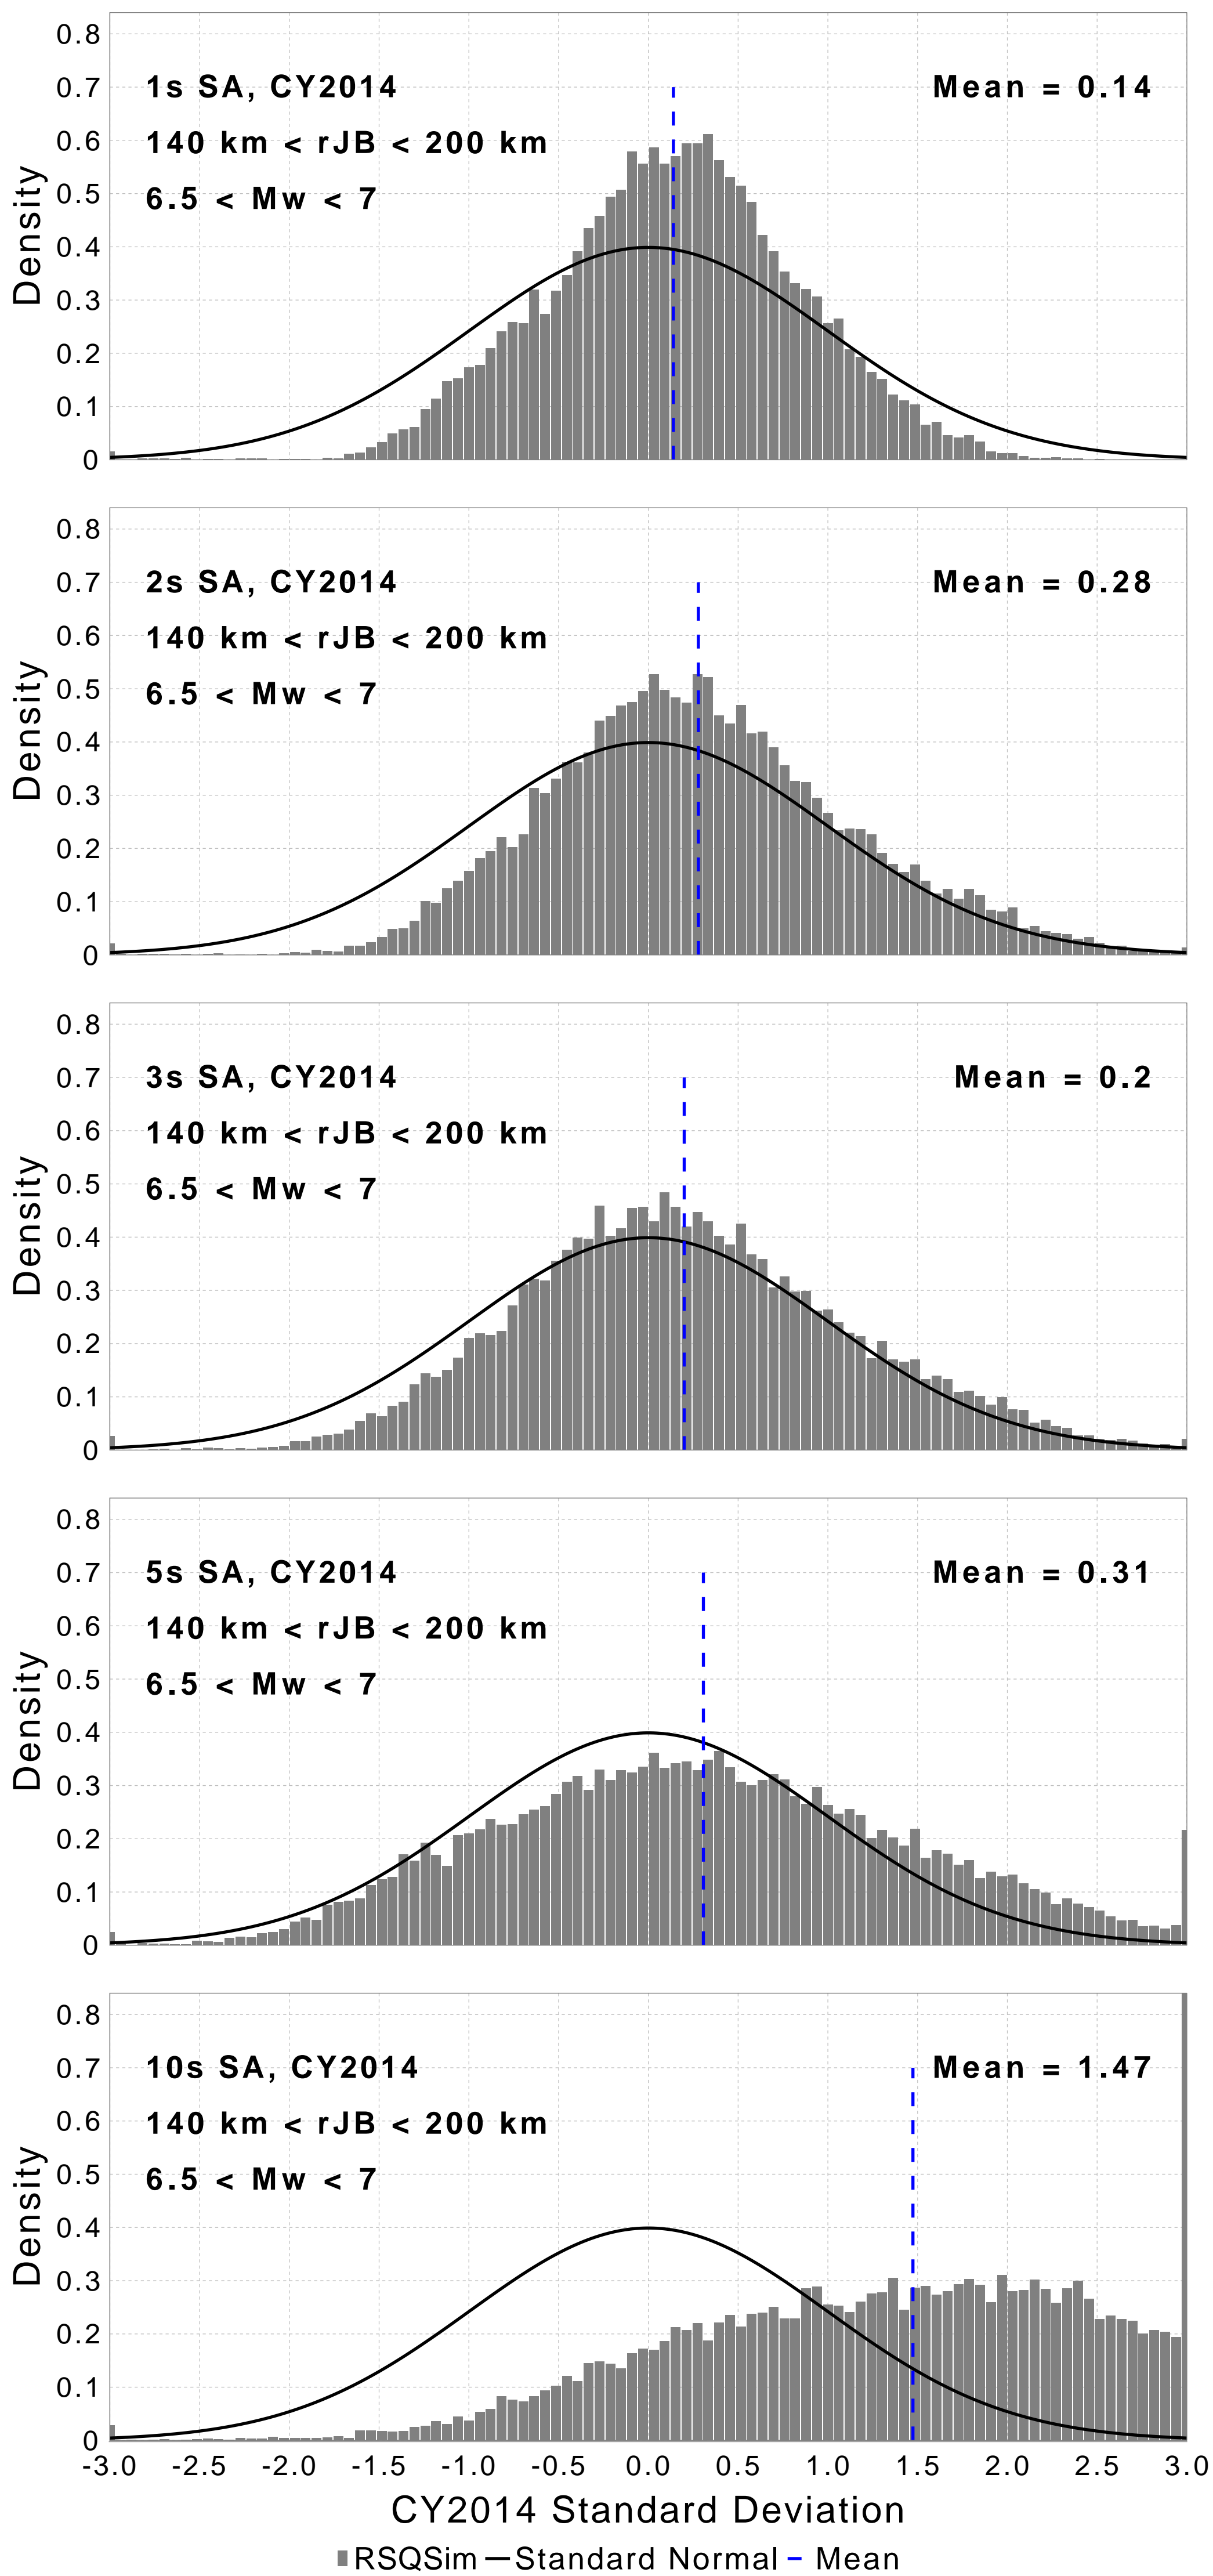 0.8
0.7
0.6
0.5
0.4
0.3
0.2
0.1
0
Density
1s SA, CY2014
Mean = 0.14
140 km < rJB < 200 km
6.5 < Mw < 7
0.8
0.7
0.6
0.5
0.4
0.3
0.2
0.1
0
Density
2s SA, CY2014
Mean = 0.28
140 km < rJB < 200 km
6.5 < Mw < 7
0.8
0.7
0.6
0.5
0.4
0.3
0.2
0.1
0
Density
3s SA, CY2014
Mean = 0.2
140 km < rJB < 200 km
6.5 < Mw < 7
0.8
0.7
0.6
0.5
0.4
0.3
0.2
0.1
0
Density
5s SA, CY2014
Mean = 0.31
140 km < rJB < 200 km
6.5 < Mw < 7
0.8
0.7
0.6
0.5
0.4
0.3
0.2
0.1
0
Density
10s SA, CY2014
Mean = 1.47
140 km < rJB < 200 km
6.5 < Mw < 7
-3.0 -2.5 -2.0 -1.5 -1.0 -0.5 0.0 0.5 1.0 1.5 2.0 2.5 3.0
CY2014 Standard Deviation
RSQSim Standard Normal Mean